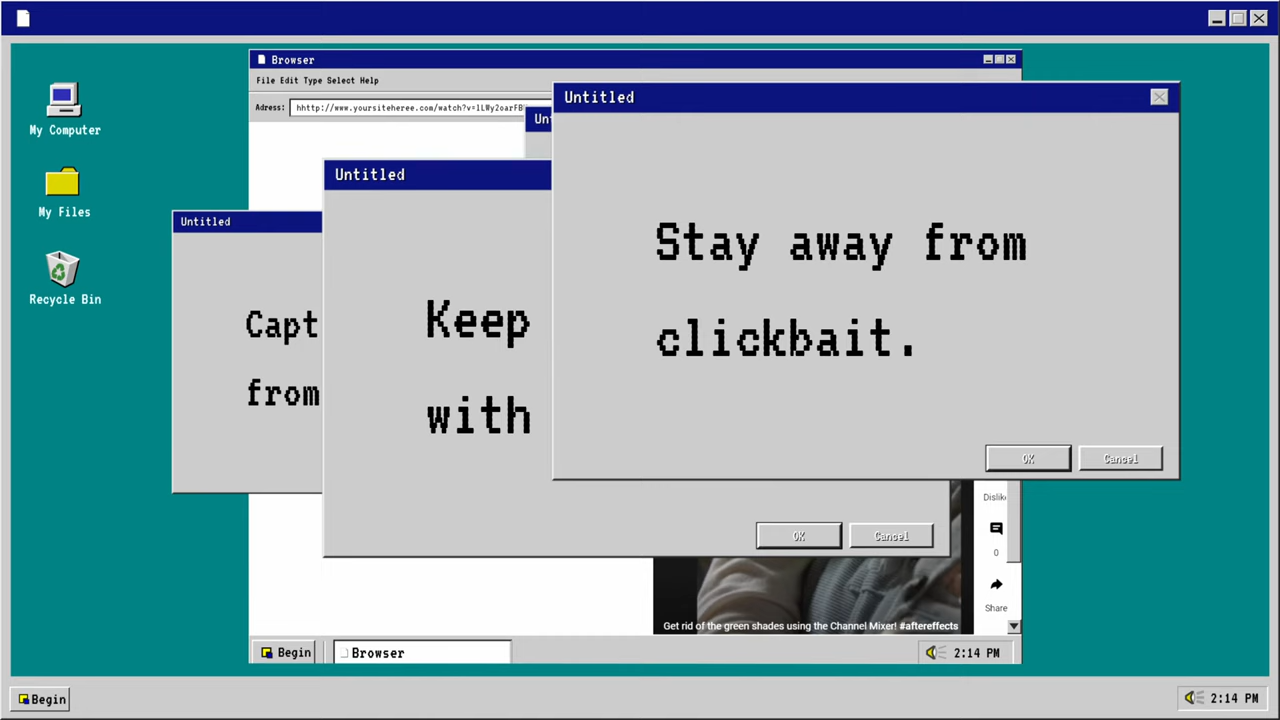 Browser
File Edit Type Select Help
Adress:
Untitled
Stay away from
clickbait.
OK
Cancel
Untitled
Keep
with
OK
Cancel
Untitled
from
My Computer
My Files
Recycle Bin
Dislike
0
Share
Get rid of the green shades using the Channel Mixer! #aftereffects
Begin
Browser
2:14 PM
Begin
2:14 PM